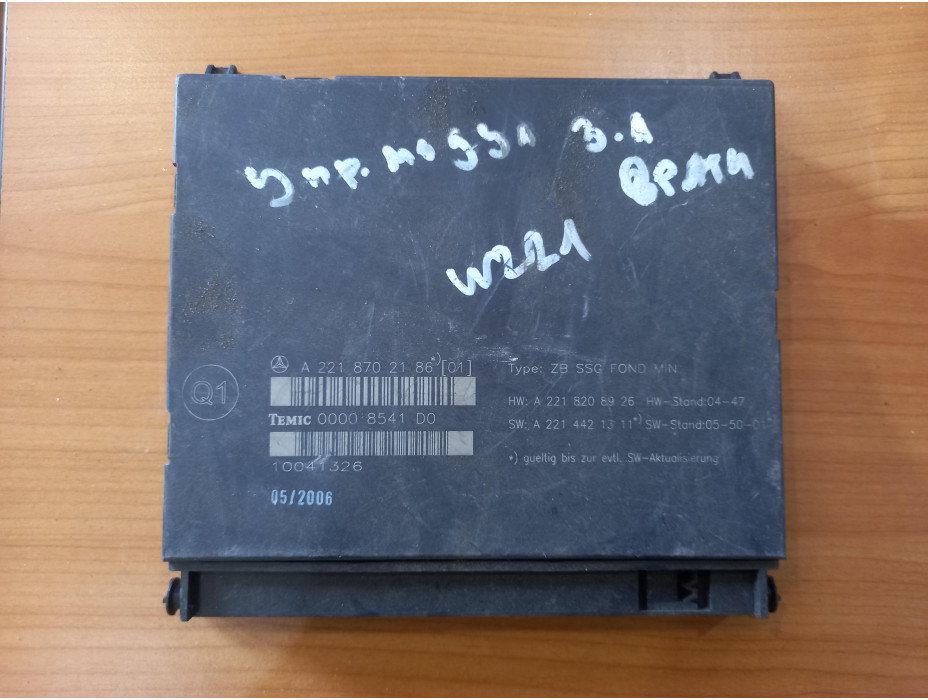 Упр.модул З.Л
Врати
W221
A 221 870 21 86*)[01]
Type: ZB SSG FOND MIN
Q1
HW: A 221 820 89 26 HW-Stand:04-47
TEMIC 0000 8541 D0
SW: A 221 442 13 11*) SW-Stand:05-50-01
*) gueltig bis zur evtl. SW-Aktualisierung
10041326
05/2006